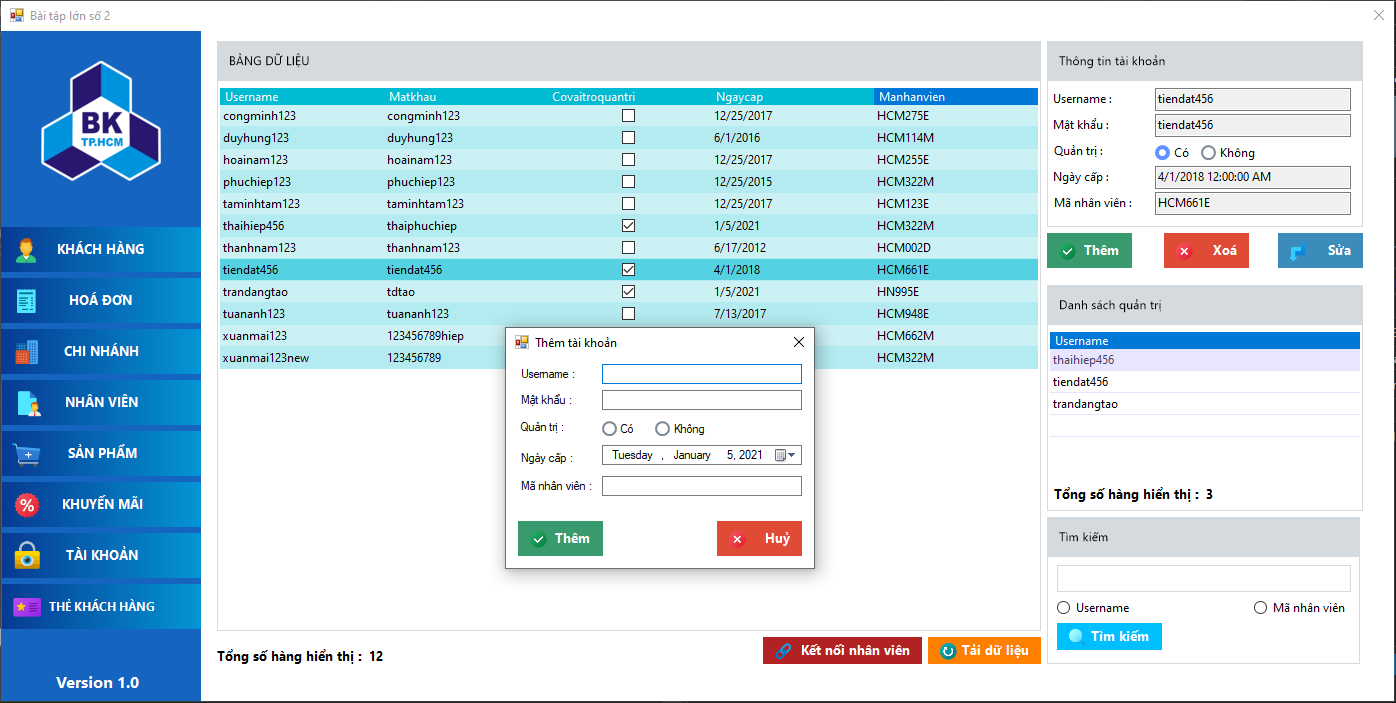 Bài tập lớn số 2
BK
TP.HCM
KHÁCH HÀNG
HOÁ ĐƠN
CHI NHÁNH
NHÂN VIÊN
SẢN PHẨM
KHUYẾN MÃI
TÀI KHOẢN
THẺ KHÁCH HÀNG
Version 1.0
BẢNG DỮ LIỆU
Username Matkhau Covaitroquantri Ngaycap Manhanvien
congminh123 congminh123 12/25/2017 HCM275E
duyhung123 duyhung123 6/1/2016 HCM114M
hoainam123 hoainam123 12/25/2017 HCM255E
phuchiep123 phuchiep123 12/25/2015 HCM322M
taminhtam123 taminhtam123 12/25/2017 HCM123E
thaihiep456 thaiphuchiep 1/5/2021 HCM322M
thanhnam123 thanhnam123 6/17/2012 HCM002D
tiendat456 tiendat456 4/1/2018 HCM661E
trandangtao tdtao 1/5/2021 HN995E
tuananh123 tuananh123 7/13/2017 HCM948E
xuanmai123 123456789hiep HCM662M
xuanmai123new 123456789 HCM322M
Thêm tài khoản
Username :
Mật khẩu :
Quản trị :
Có Không
Ngày cấp :
Tuesday , January 5, 2021
Mã nhân viên :
Thêm Huỷ
Tổng số hàng hiển thị : 12
Kết nối nhân viên
Tải dữ liệu
Thông tin tài khoản
Username : tiendat456
Mật khẩu : tiendat456
Quản trị : Có Không
Ngày cấp : 4/1/2018 12:00:00 AM
Mã nhân viên : HCM661E
Thêm Xoá Sửa
Danh sách quản trị
Username
thaihiep456
tiendat456
trandangtao
Tổng số hàng hiển thị : 3
Tìm kiếm
Username Mã nhân viên
Tìm kiếm